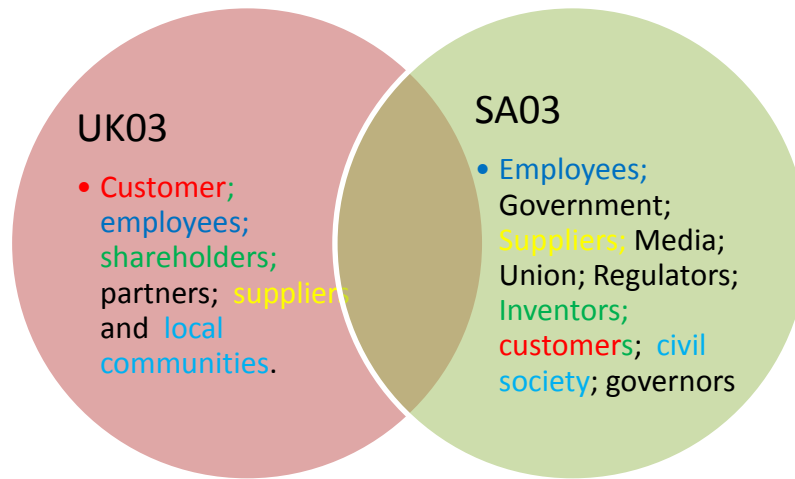 UK03
• Customer;
employees;
shareholders;
partners; suppliers
and local
communities.
SA03
• Employees;
Government;
Suppliers; Media;
Union; Regulators;
Inventors;
customers; civil
society; governors